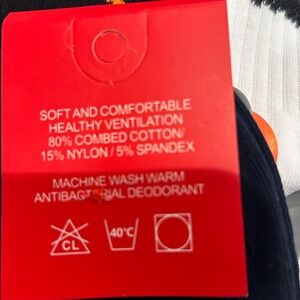 SOFT AND COMFORTABLE
HEALTHY VENTILATION
80% COMBED COTTON/
15% NYLON / 5% SPANDEX
MACHINE WASH WARM
ANTIBACTERIAL DEODORANT
CL 40°C